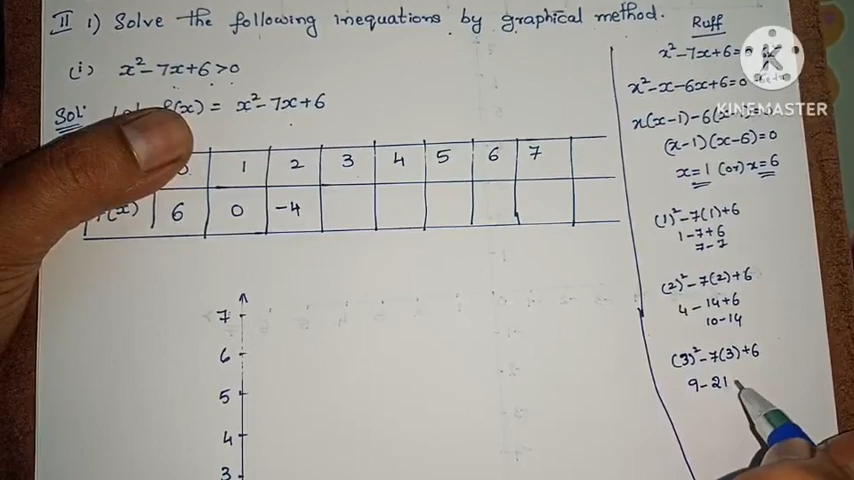 II 1) Solve the following inequations by graphical method.
(i) x² - 7x + 6 > 0
Sol: f(x) = x² - 7x + 6
1 2 3 4 5 6 7
f(x) 6 0 -4
7
6
5
4
3
Ruff
x² - 7x + 6 = 0
x² - x - 6x + 6 = 0
x(x-1) - 6(x-1) = 0
(x-1)(x-6) = 0
x = 1 (or) x = 6
(1)² - 7(1) + 6
1 - 7 + 6
7 - 7
(2)² - 7(2) + 6
4 - 14 + 6
10 - 14
(3)² - 7(3) + 6
9 - 21
KINEMASTER